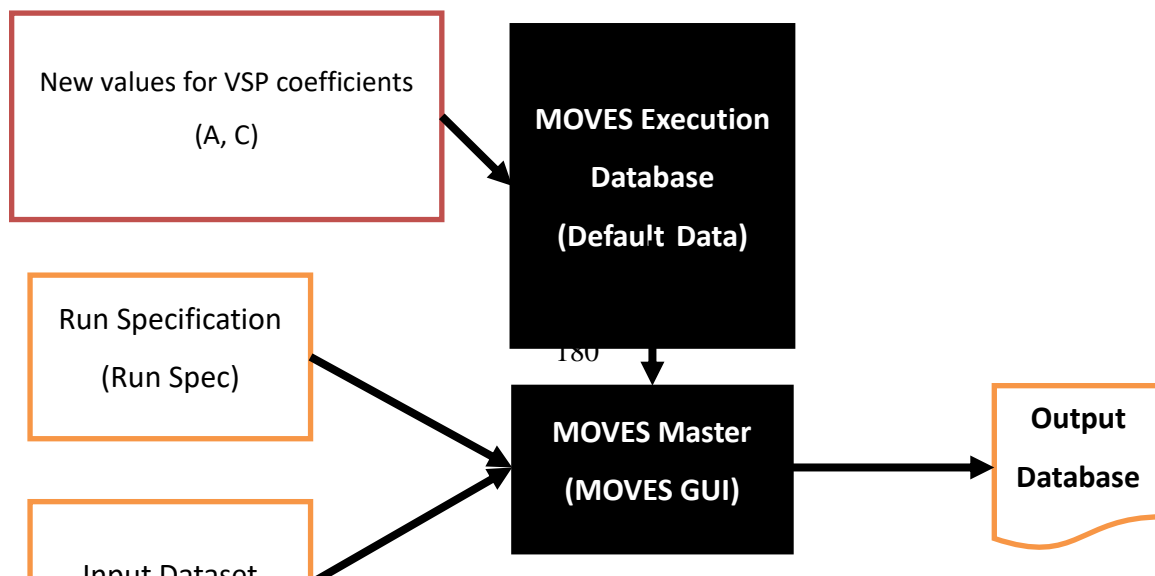 New values for VSP coefficients
(A, C)
MOVES Execution
Database
(Default Data)
Run Specification
(Run Spec)
180
MOVES Master
(MOVES GUI)
Output
Database
Input Dataset